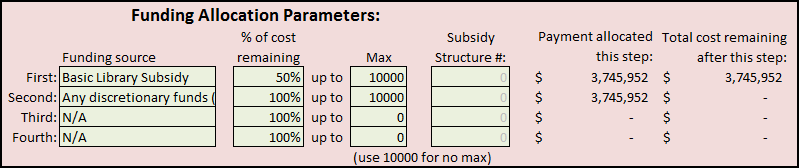 Funding Allocation Parameters:
% of cost Subsidy Payment allocated Total cost remaining
Funding source remaining Max Structure #: this step: after this step:
First: Basic Library Subsidy 50% up to 10000 0 $ 3,745,952 $ 3,745,952
Second: Any discretionary funds ( 100% up to 10000 0 $ 3,745,952 $ -
Third: N/A 100% up to 0 0 $ - $ -
Fourth: N/A 100% up to 0 0 $ - $ -
(use 10000 for no max)